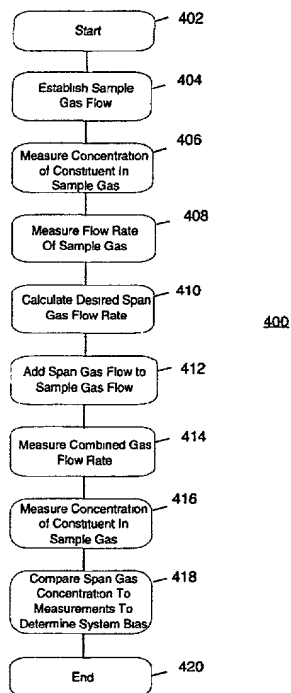 402
Start
404
Establish Sample
Gas Flow
406
Measure Concentration
of Constituent In
Sample Gas
408
Measure Flow Rate
Of Sample Gas
410
Calculate Desired Span
Gas Flow Rate
400
412
Add Span Gas Flow to
Sample Gas Flow
414
Measure Combined Gas
Flow Rate
416
Measure Concentration
of Constituent In
Sample Gas
418
Compare Span Gas
Concentration To
Measurements To
Determine System Bias
End
420